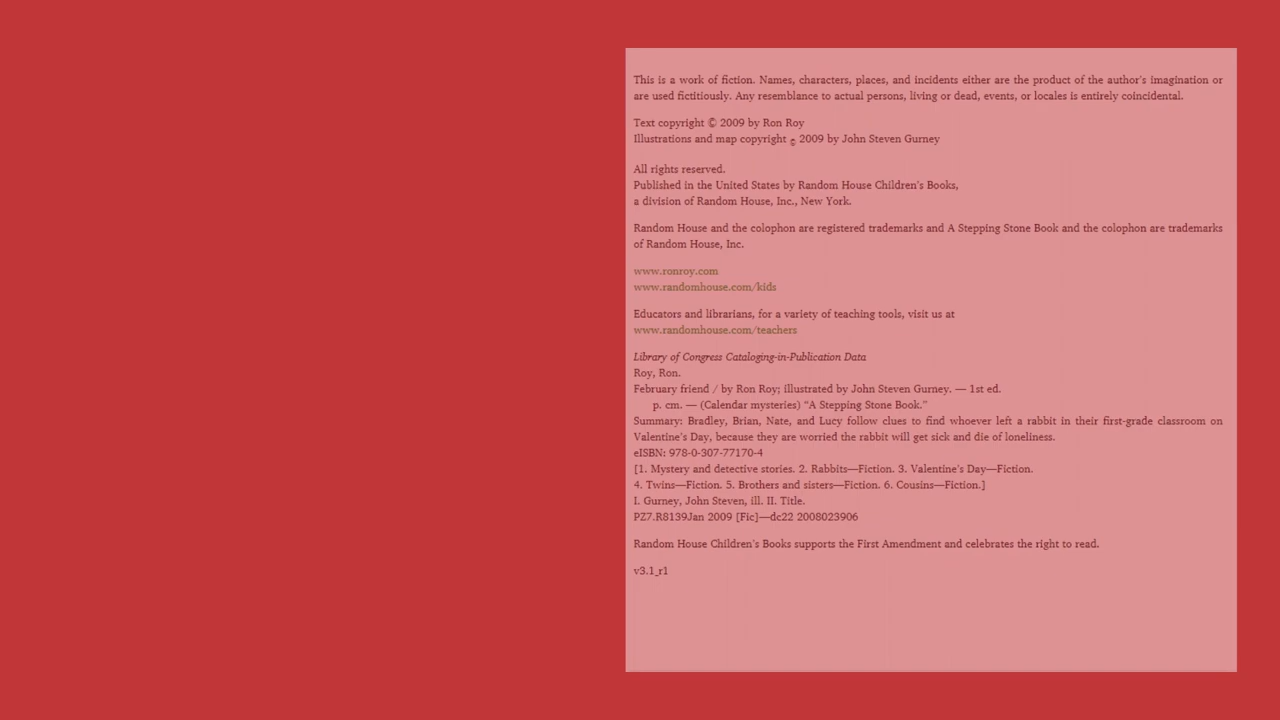 This is a work of fiction. Names, characters, places, and incidents either are the product of the author's imagination or
are used fictitiously. Any resemblance to actual persons, living or dead, events, or locales is entirely coincidental.
Text copyright © 2009 by Ron Roy
Illustrations and map copyright © 2009 by John Steven Gurney
All rights reserved.
Published in the United States by Random House Children's Books,
a division of Random House, Inc., New York.
Random House and the colophon are registered trademarks and A Stepping Stone Book and the colophon are trademarks
of Random House, Inc.
www.ronroy.com
www.randomhouse.com/kids
Educators and librarians, for a variety of teaching tools, visit us at
www.randomhouse.com/teachers
Library of Congress Cataloging-in-Publication Data
Roy, Ron.
February friend / by Ron Roy; illustrated by John Steven Gurney. — 1st ed.
p. cm. — (Calendar mysteries) “A Stepping Stone Book.”
Summary: Bradley, Brian, Nate, and Lucy follow clues to find whoever left a rabbit in their first-grade classroom on
Valentine's Day, because they are worried the rabbit will get sick and die of loneliness.
eISBN: 978-0-307-77170-4
[1. Mystery and detective stories. 2. Rabbits—Fiction. 3. Valentine's Day—Fiction.
4. Twins—Fiction. 5. Brothers and sisters—Fiction. 6. Cousins—Fiction.]
I. Gurney, John Steven, ill. II. Title.
PZ7.R8139Jan 2009 [Fic]—dc22 2008023906
Random House Children's Books supports the First Amendment and celebrates the right to read.
v3.1_r1